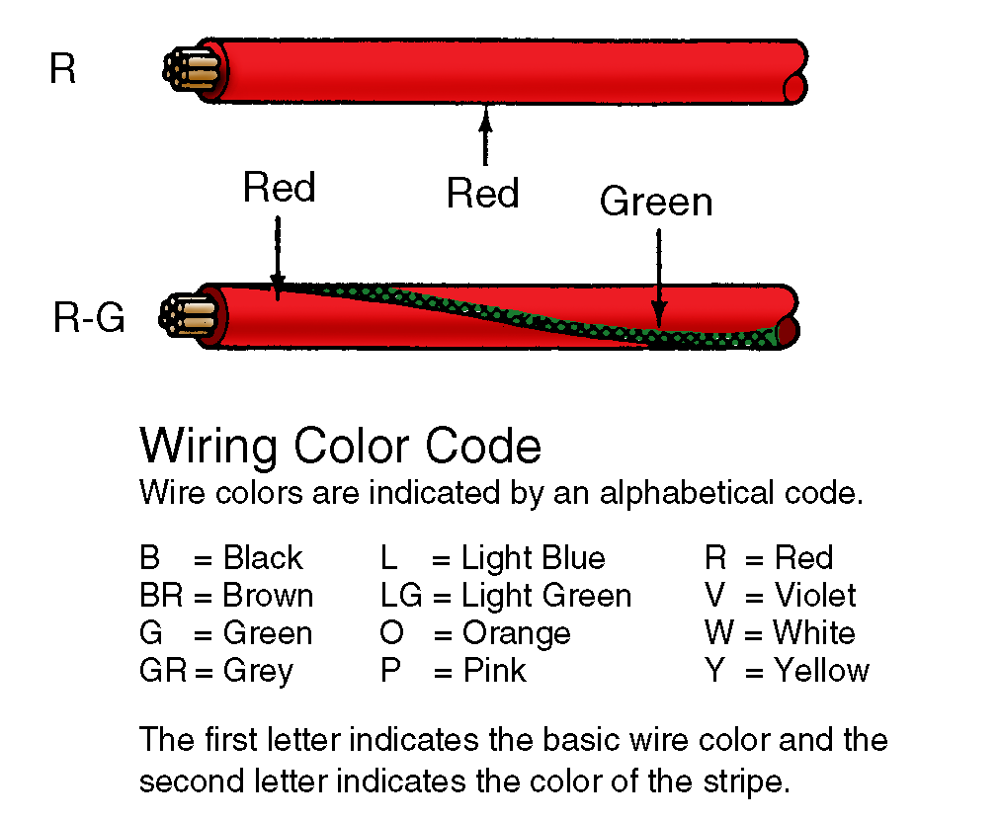 R
Red
Red
Green
R-G
Wiring Color Code
Wire colors are indicated by an alphabetical code.
B = Black L = Light Blue R = Red
BR = Brown LG = Light Green V = Violet
G = Green O = Orange W = White
GR = Grey P = Pink Y = Yellow
The first letter indicates the basic wire color and the
second letter indicates the color of the stripe.